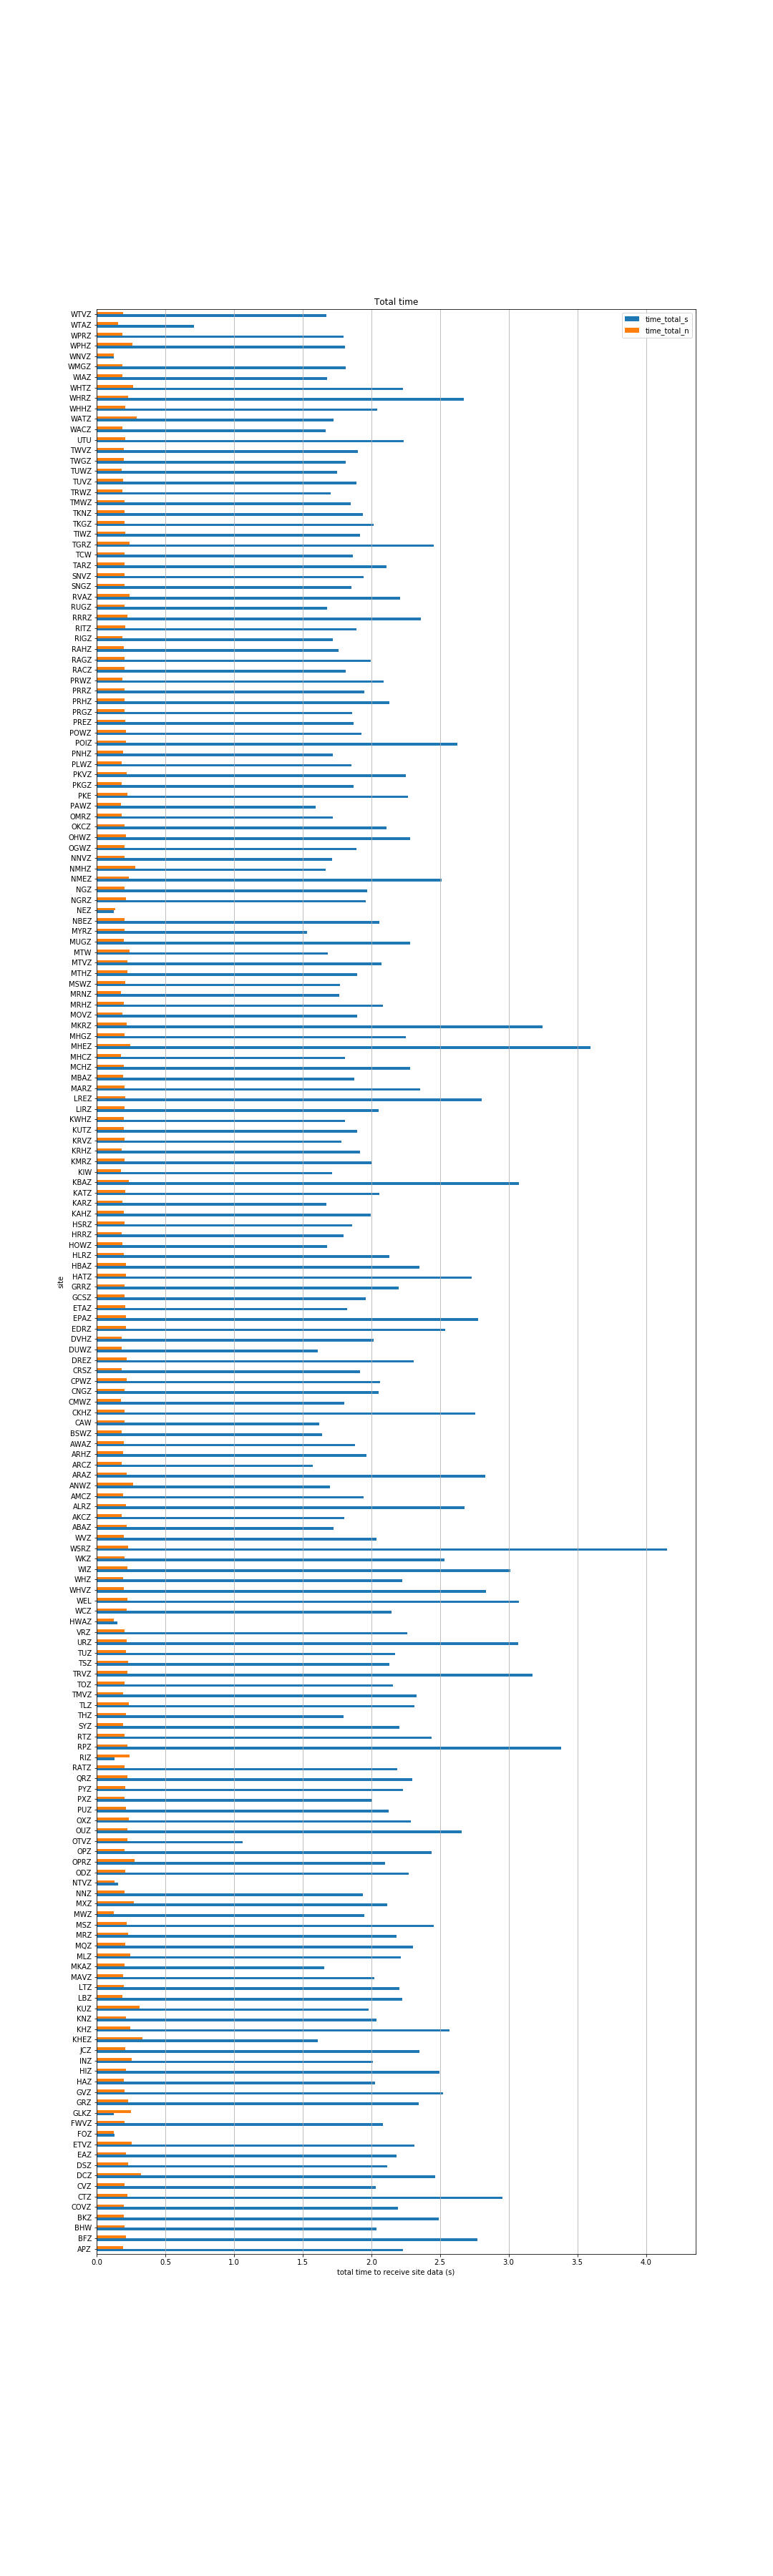 Total time
time_total_s
time_total_n
WTVZ
WTAZ
WPRZ
WPHZ
WNVZ
WMGZ
WIAZ
WHTZ
WHRZ
WHHZ
WATZ
WACZ
UTU
TWVZ
TWGZ
TUWZ
TUVZ
TRWZ
TMWZ
TKNZ
TKGZ
TIWZ
TGRZ
TCW
TARZ
SNVZ
SNGZ
RVAZ
RUGZ
RRRZ
RITZ
RIGZ
RAHZ
RAGZ
RACZ
PRWZ
PRRZ
PRHZ
PRGZ
PREZ
POWZ
POIZ
PNHZ
PLWZ
PKVZ
PKGZ
PKE
PAWZ
OMRZ
OKCZ
OHWZ
OGWZ
NNVZ
NMHZ
NMEZ
NGZ
NGRZ
NEZ
NBEZ
MYRZ
MUGZ
MTW
MTVZ
MTHZ
MSWZ
MRNZ
MRHZ
MOVZ
MKRZ
MHGZ
MHEZ
MHCZ
MCHZ
MBAZ
MARZ
LREZ
LIRZ
KWHZ
KUTZ
KRVZ
KRHZ
KMRZ
KIW
KBAZ
KATZ
KARZ
KAHZ
HSRZ
HRRZ
HOWZ
HLRZ
HBAZ
HATZ
GRRZ
GCSZ
ETAZ
EPAZ
EDRZ
DVHZ
DUWZ
DREZ
CRSZ
CPWZ
CNGZ
CMWZ
CKHZ
CAW
BSWZ
AWAZ
ARHZ
ARCZ
ARAZ
ANWZ
AMCZ
ALRZ
AKCZ
ABAZ
WVZ
WSRZ
WKZ
WIZ
WHZ
WHVZ
WEL
WCZ
HWAZ
VRZ
URZ
TUZ
TSZ
TRVZ
TOZ
TMVZ
TLZ
THZ
SYZ
RTZ
RPZ
RIZ
RATZ
QRZ
PYZ
PXZ
PUZ
OXZ
OUZ
OTVZ
OPZ
OPRZ
ODZ
NTVZ
NNZ
MXZ
MWZ
MSZ
MRZ
MQZ
MLZ
MKAZ
MAVZ
LTZ
LBZ
KUZ
KNZ
KHZ
KHEZ
JCZ
INZ
HIZ
HAZ
GVZ
GRZ
GLKZ
FWVZ
FOZ
ETVZ
EAZ
DSZ
DCZ
CVZ
CTZ
COVZ
BKZ
BHW
BFZ
APZ
site
0.0 0.5 1.0 1.5 2.0 2.5 3.0 3.5 4.0
total time to receive site data (s)